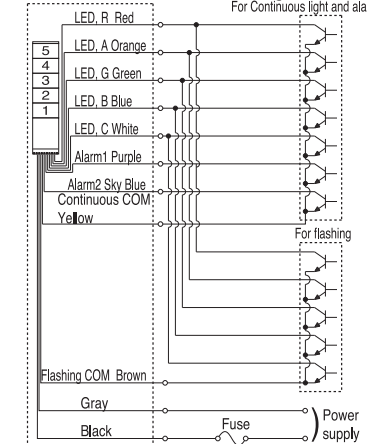 For Continuous light and ala
LED, R Red
LED, A Orange
LED, G Green
LED, B Blue
LED, C White
Alarm1 Purple
Alarm2 Sky Blue
Continuous COM
Yellow
5
4
3
2
1
For flashing
Flashing COM Brown
Gray
Black
Fuse
Power
supply